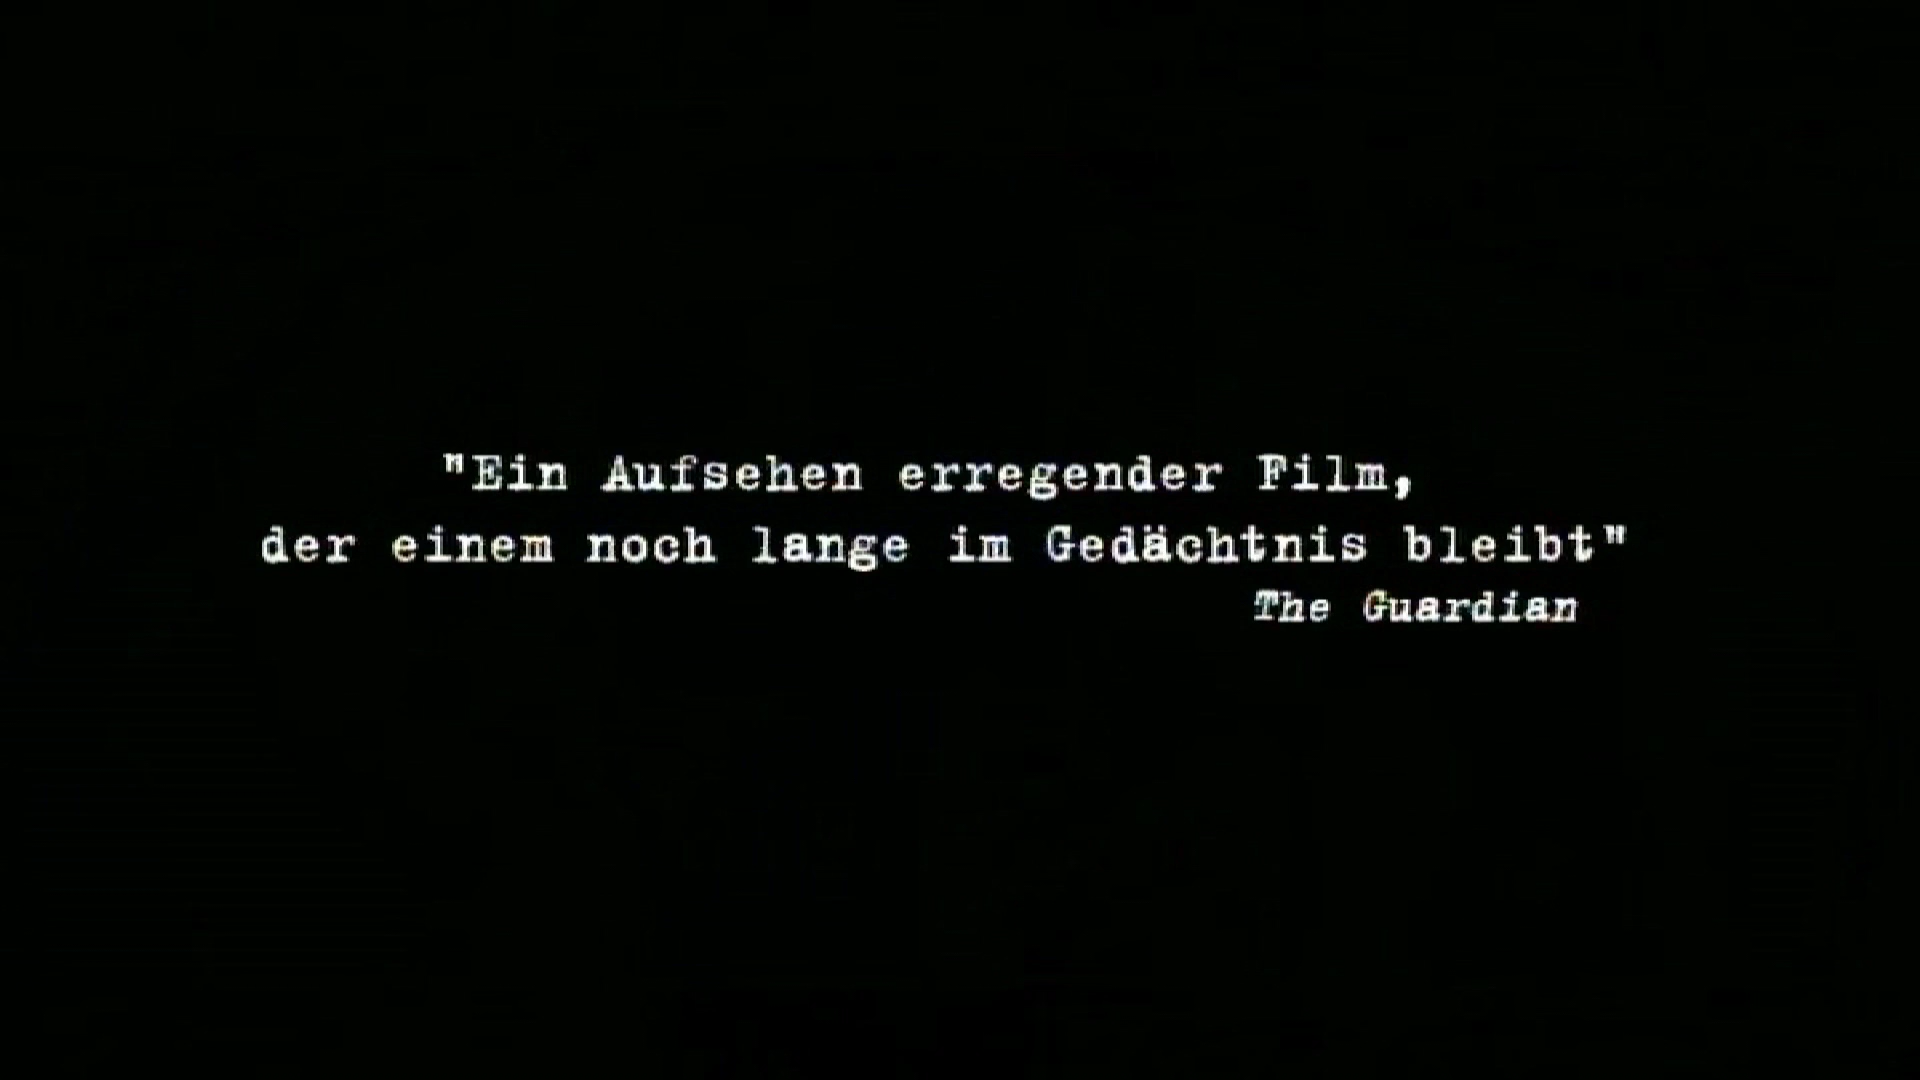 "Ein Aufsehen erregender Film,
der einem noch lange im Gedächtnis bleibt"
The Guardian